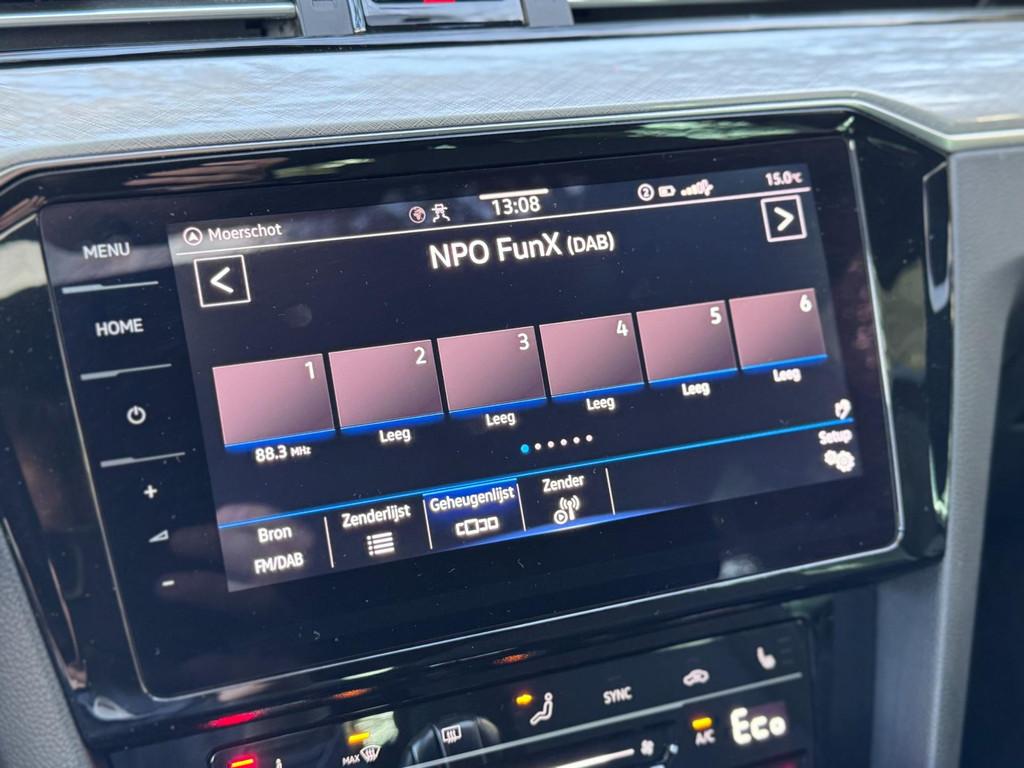 MENU
HOME
Moerschot
13:08
2
15.0°C
<
NPO FunX (DAB)
>
1
2
3
4
5
6
88.3 MHz
Leeg
Leeg
Leeg
Leeg
Leeg
+
-
Bron
FM/DAB
Zenderlijst
Geheugenlijst
Zender
Setup
MAX
SYNC
A/C
Eco